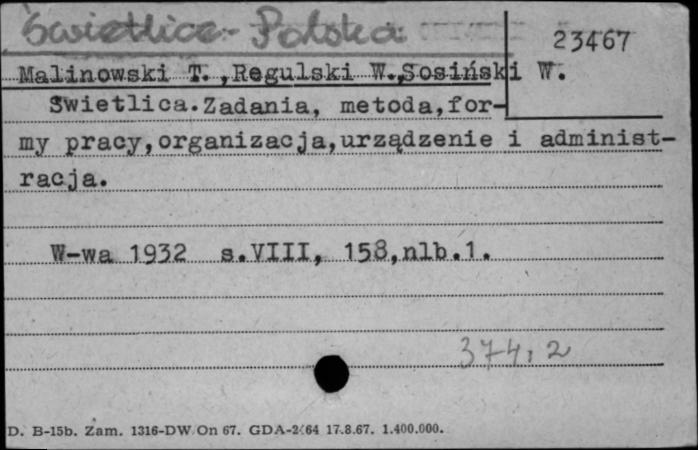 Świetlice - Polska
23467
Malinowski T.,Regulski W.,Sosiński W.
Świetlica.Zadania, metoda,for-
my pracy,organizacja,urządzenie i administ-
racja.
W-wa 1932 s.VIII, 158,nlb.1.
374,2
D. B-15b. Zam. 1316-DW/On 67. GDA-2/64 17.8.67. 1.400.000.